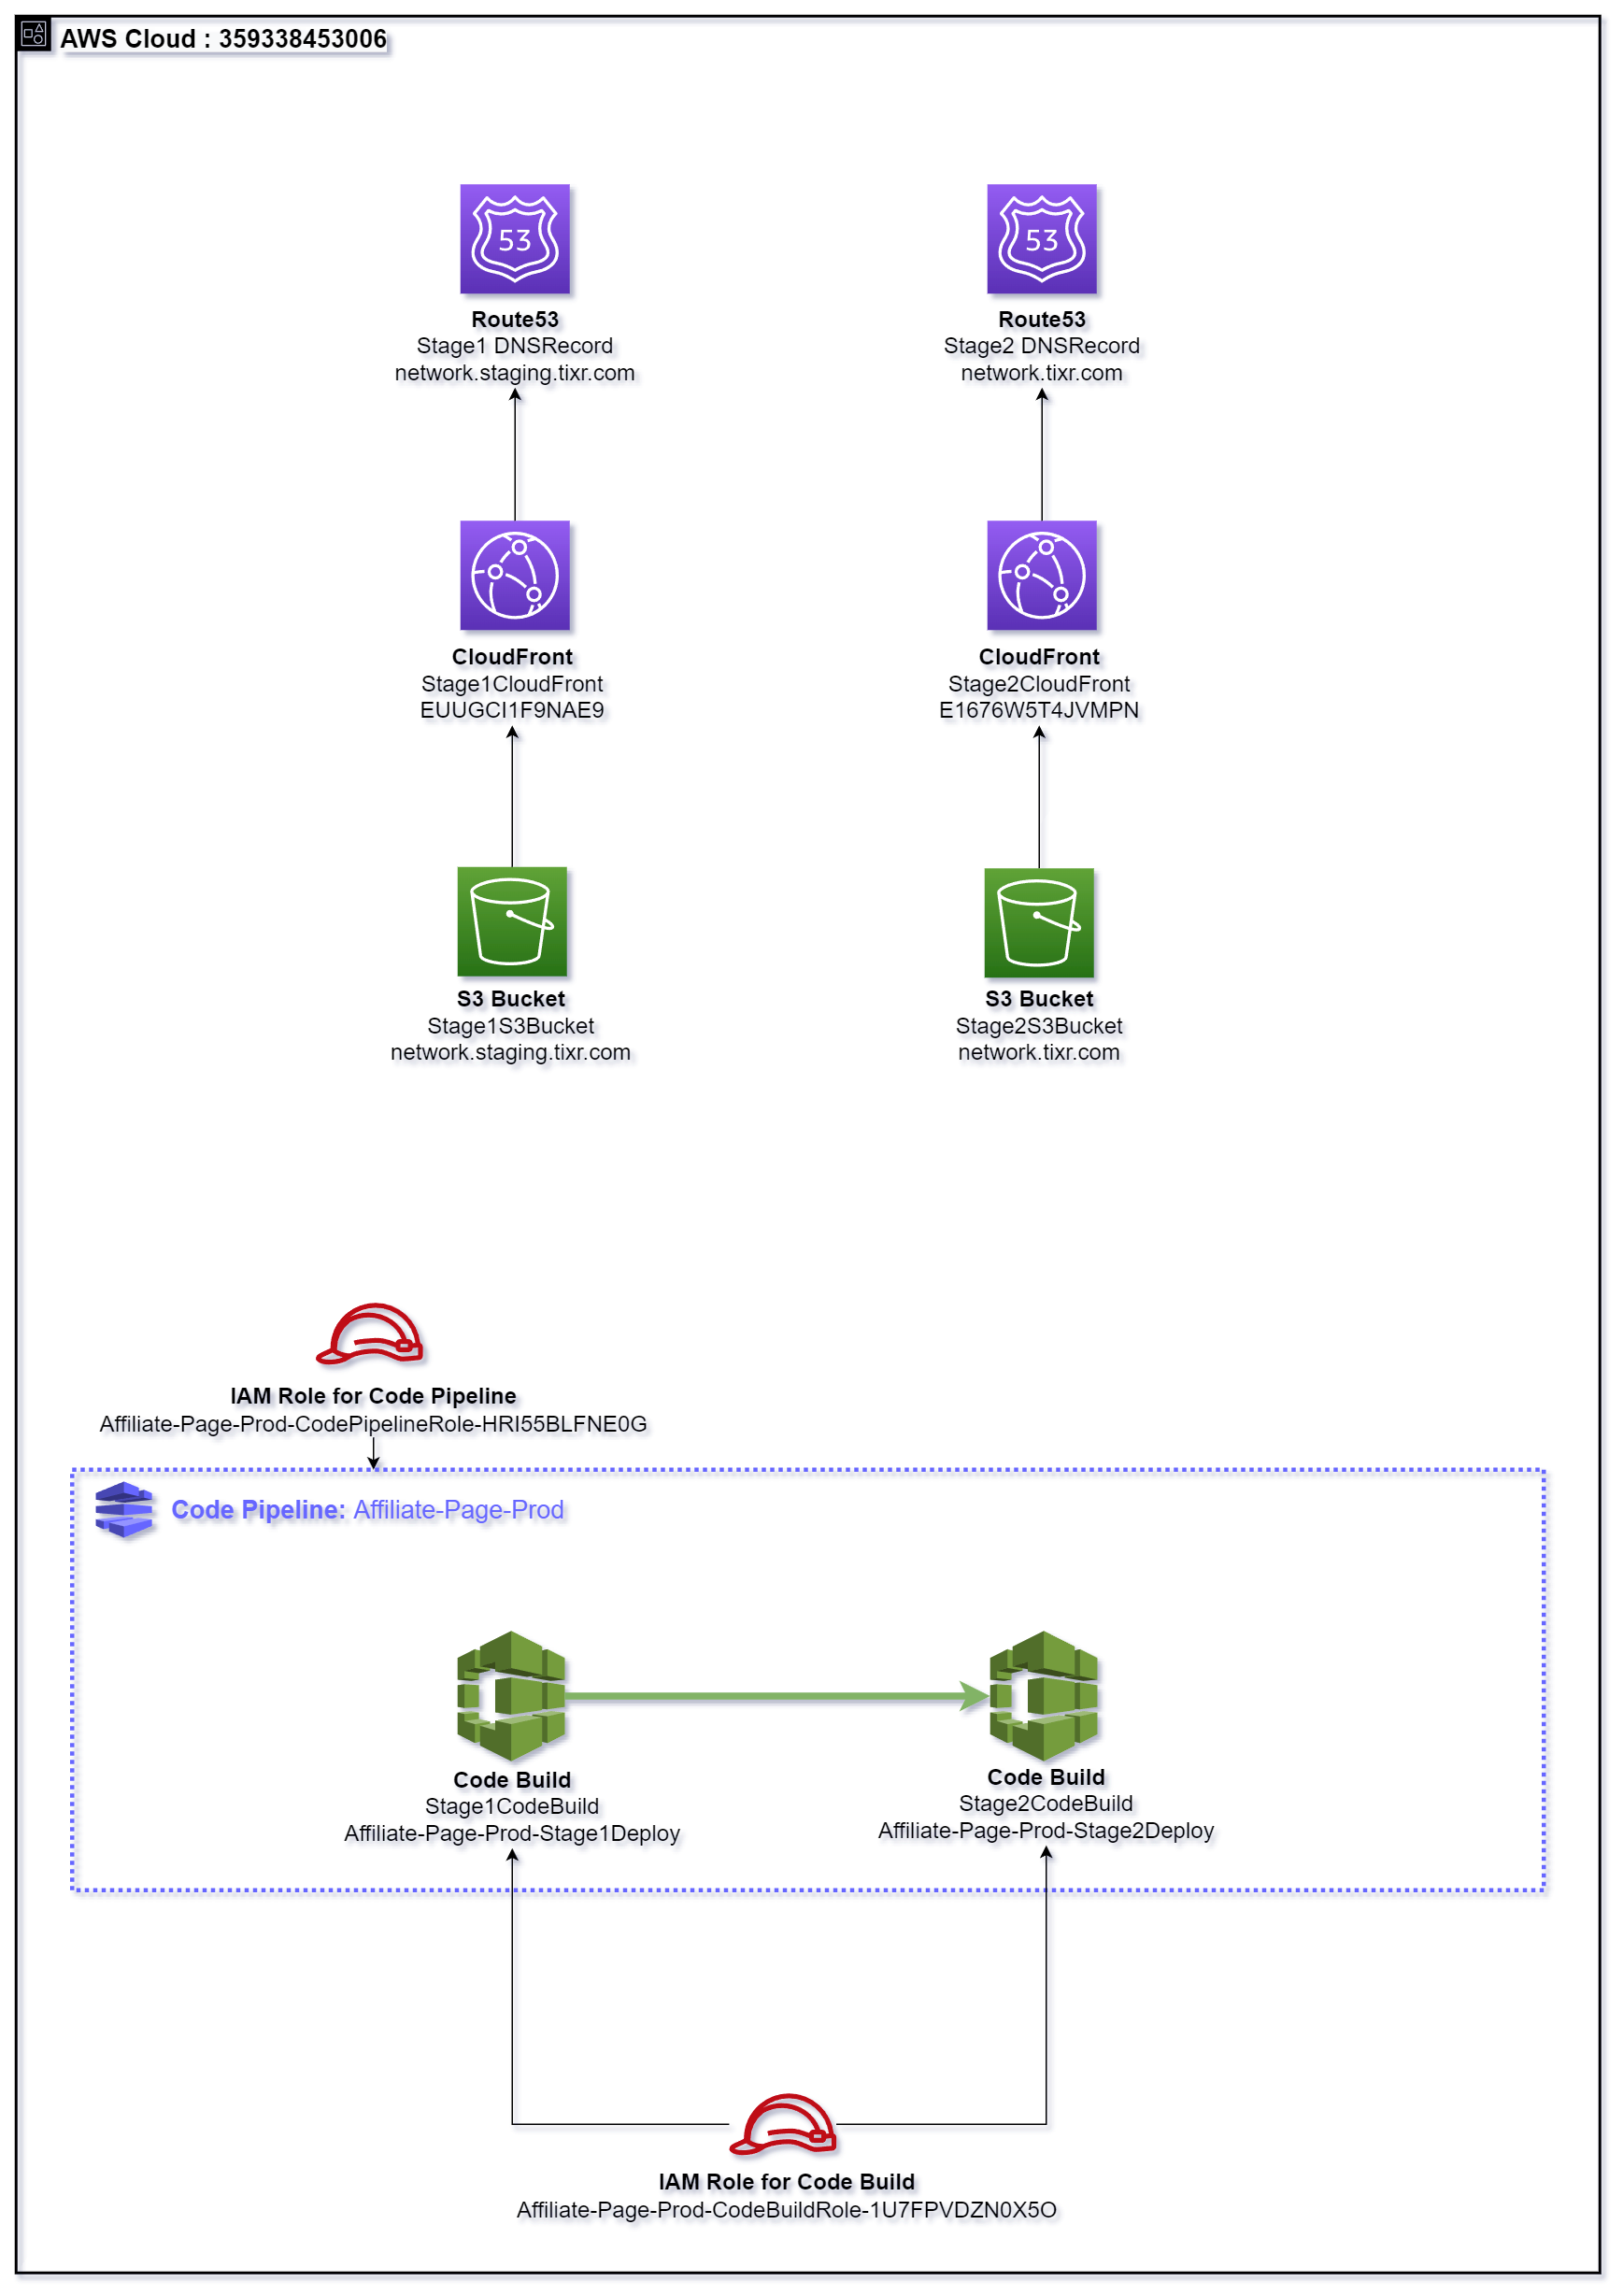 AWS Cloud : 359338453006
53
53
Route53
Stage1 DNSRecord
network.staging.tixr.com
Route53
Stage2 DNSRecord
network.tixr.com
CloudFront
Stage1CloudFront
EUUGCI1F9NAE9
CloudFront
Stage2CloudFront
E1676W5T4JVMPN
S3 Bucket
Stage1S3Bucket
network.staging.tixr.com
S3 Bucket
Stage2S3Bucket
network.tixr.com
IAM Role for Code Pipeline
Affiliate-Page-Prod-CodePipelineRole-HRI55BLFNE0G
Code Pipeline: Affiliate-Page-Prod
Code Build
Stage1CodeBuild
Affiliate-Page-Prod-Stage1Deploy
Code Build
Stage2CodeBuild
Affiliate-Page-Prod-Stage2Deploy
IAM Role for Code Build
Affiliate-Page-Prod-CodeBuildRole-1U7FPVDZN0X5O